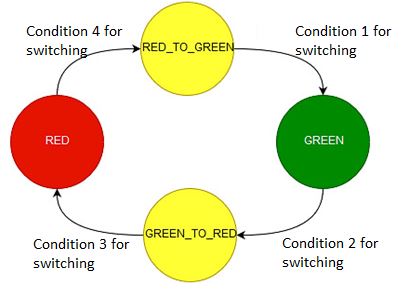 Condition 4 for
switching
RED_TO_GREEN
Condition 1 for
switching
RED
GREEN
GREEN_TO_RED
Condition 3 for
switching
Condition 2 for
switching